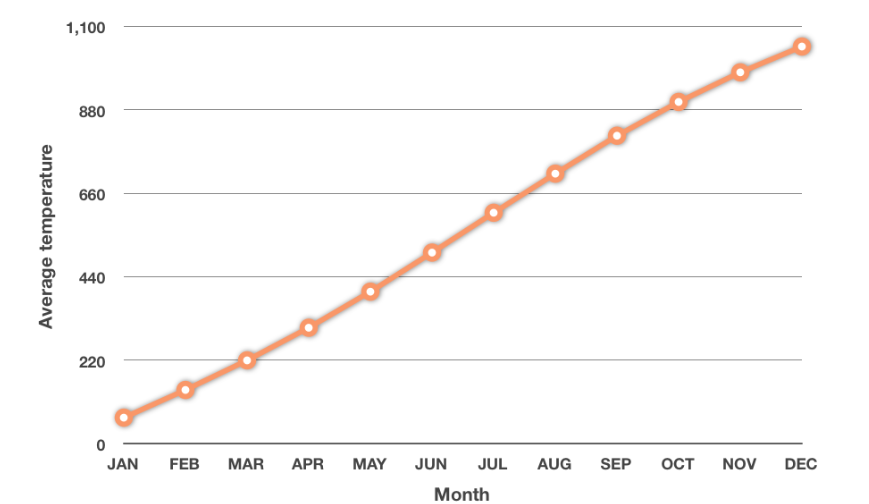 1,100
880
660
440
220
0
Average temperature
JAN FEB MAR APR MAY JUN JUL AUG SEP OCT NOV DEC
Month